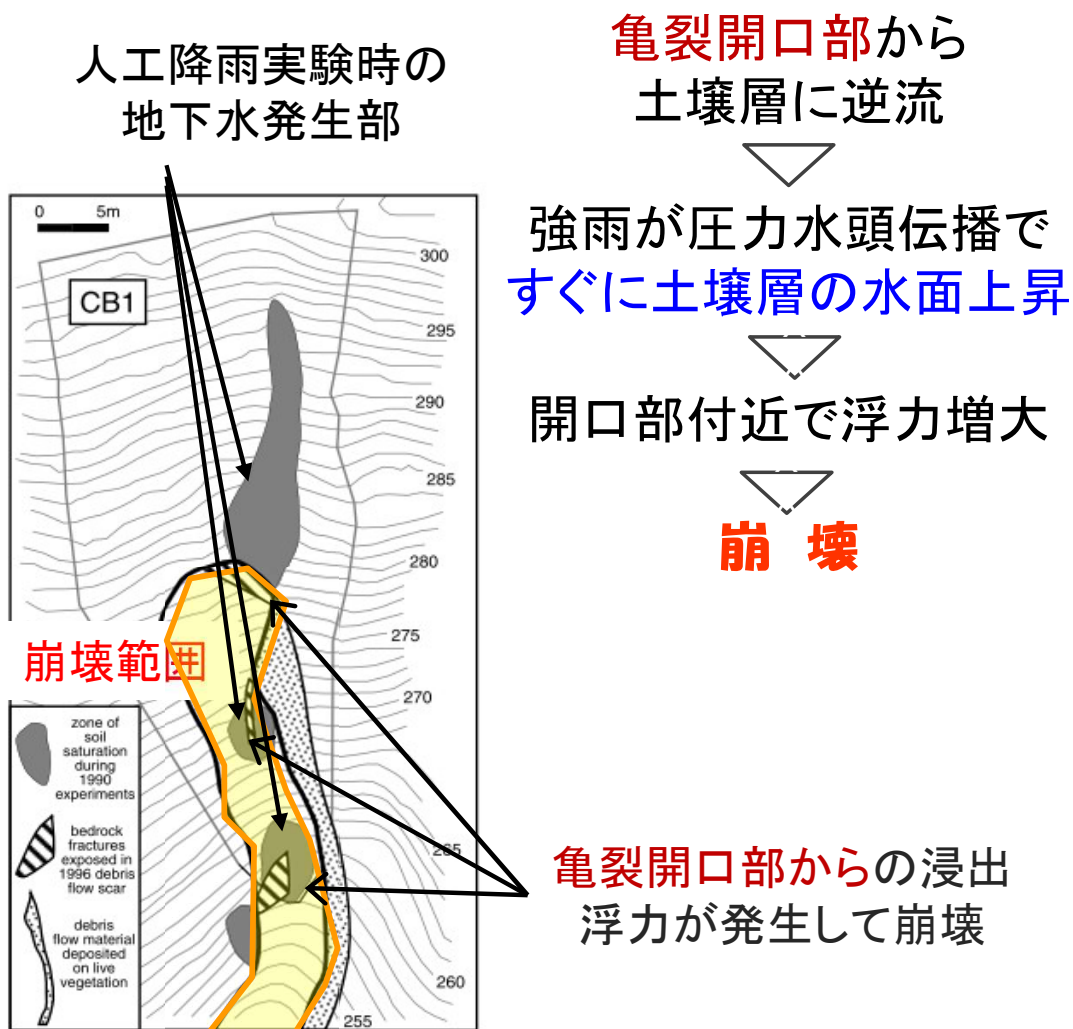 人工降雨実験時の
地下水発生部
亀裂開口部から
土壌層に逆流
強雨が圧力水頭伝播で
すぐに土壌層の水面上昇
開口部付近で浮力増大
崩 壊
0 5m
CB1
300
295
290
285
280
275
270
265
260
255
崩壊範囲
zone of
soil
saturation
during
1990
experiments
bedrock
fractures
exposed in
1996 debris
flow scar
debris
flow material
deposited
on live
vegetation
亀裂開口部からの浸出
浮力が発生して崩壊